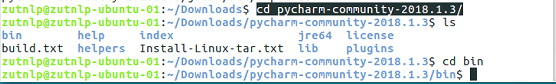 zutnlp@zutnlp-ubuntu-01:~/Downloads$ cd pycharm-community-2018.1.3/
zutnlp@zutnlp-ubuntu-01:~/Downloads/pycharm-community-2018.1.3$ ls
bin help index jre64 license
build.txt helpers Install-Linux-tar.txt lib plugins
zutnlp@zutnlp-ubuntu-01:~/Downloads/pycharm-community-2018.1.3$ cd bin
zutnlp@zutnlp-ubuntu-01:~/Downloads/pycharm-community-2018.1.3/bin$